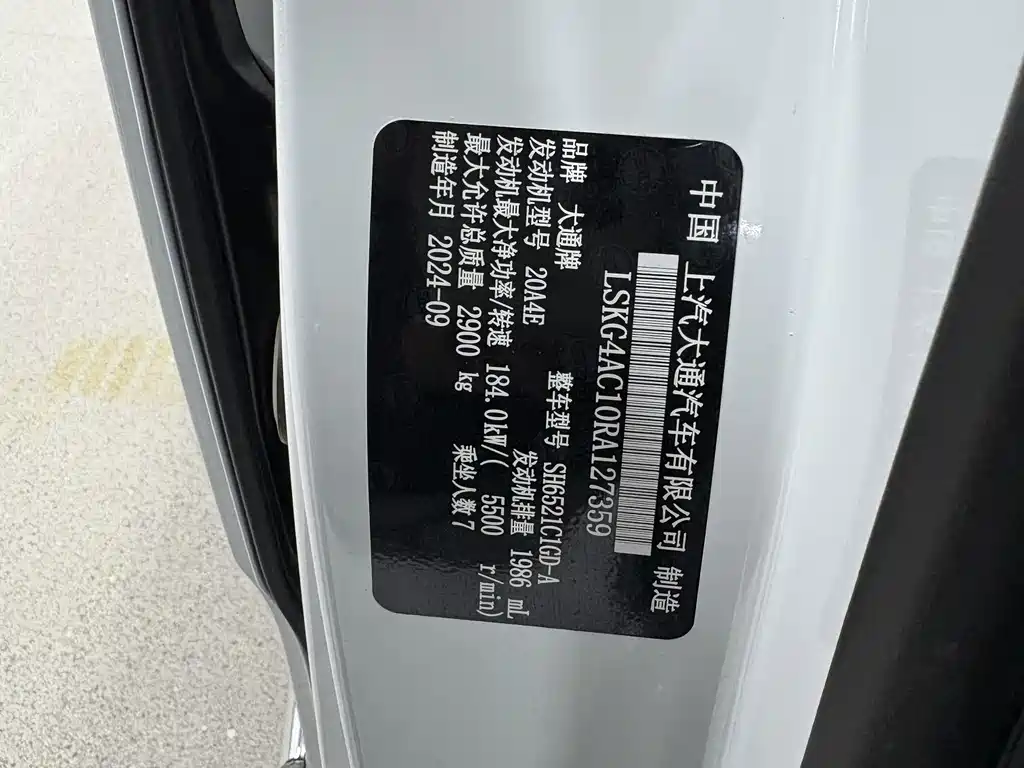 中国 上汽大通汽车有限公司 制造
LSKG4AC10RA127359
品牌 大通牌 整车型号 SH6521C1GD-A
发动机型号 20A4E 发动机排量 1986 mL
发动机最大净功率/转速 184.0kW/( 5500 r/min)
最大允许总质量 2900 kg 乘坐人数 7
制造年月 2024-09